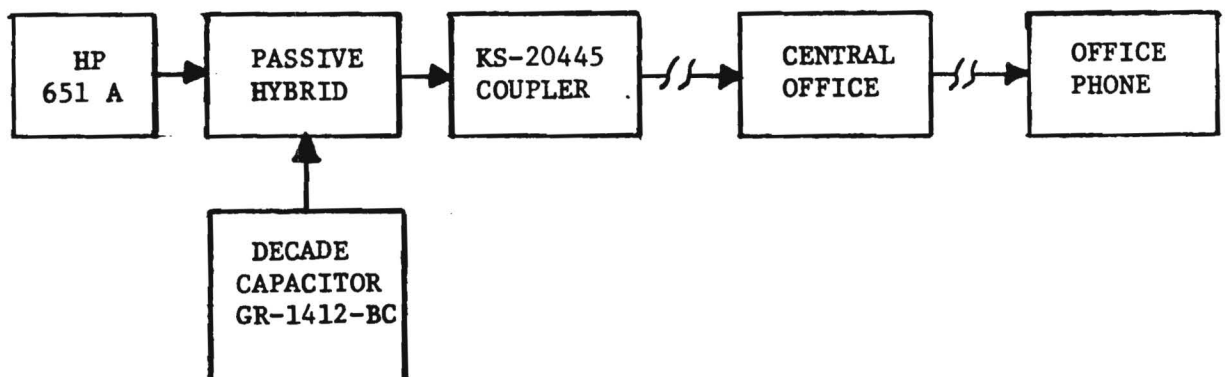 HP
651 A
PASSIVE
HYBRID
KS-20445
COUPLER
CENTRAL
OFFICE
OFFICE
PHONE
DECADE
CAPACITOR
GR-1412-BC